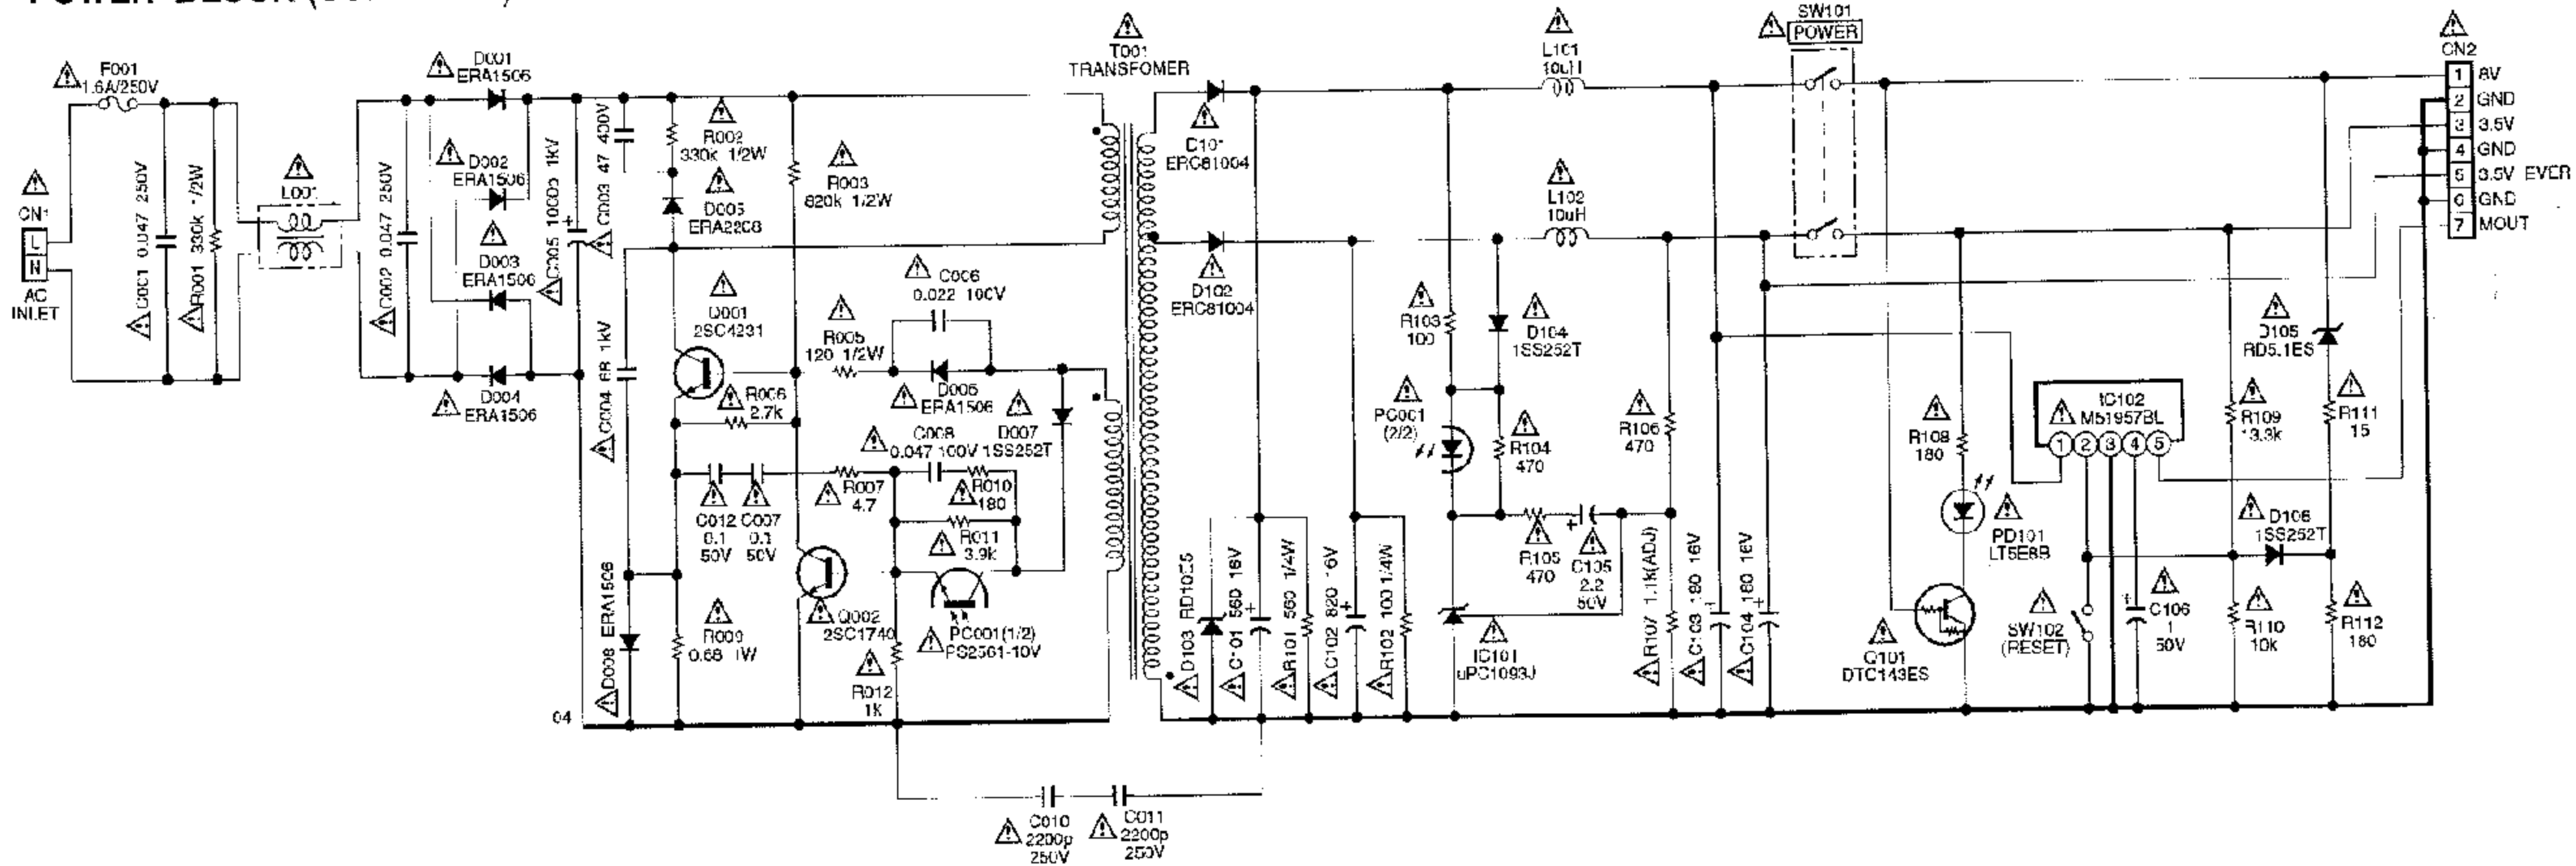 F001
1.6A/250V
CN1
L
N
AC
INLET
C001 0.047 250V
R001 330k 1/2W
L001
C002 0.047 250V
D001
ERA1506
D002
ERA1506
D003
ERA1506
D004
ERA1506
C005 1000p 1kV
C003 47 400V
R002
330k 1/2W
D005
ERA2208
R003
820k 1/2W
C004 68 1kV
Q001
2SC4231
R005
120 1/2W
C006
0.022 100V
D006
ERA1506
D007
1SS252T
R006
2.7k
C008
0.047 100V
R010
180
R007
4.7
C012
0.1
50V
C007
0.1
50V
R011
3.9k
D008 ERA1506
R009
0.68 1W
Q002
2SC1740
PC001(1/2)
PS2561-10V
R012
1K
04
C010
2200p
250V
C011
2200p
250V
T001
TRANSFOMER
D101
ERC81004
D102
ERC81004
D103
C101 560 16V
R101 560 1/4W
C102 820 16V
R102 100 1/4W
L101
10uH
L102
10uH
R103
100
D104
1SS252T
PC001
(2/2)
R104
470
R105
470
C105
2.2
50V
IC101
uPC1093J
R106
470
R107 1.1k(ADJ)
C103 180 16V
C104 180 16V
SW101
POWER
R108
180
PD101
LT5E8B
Q101
DTC143ES
IC102
M51957BL
1 2 3 4 5
SW102
(RESET)
C106
1
50V
R109
R110
10k
D105
RD5.1ES
R111
15
D106
1SS252T
R112
180
CN2
1 8V
2 GND
3 3.5V
4 GND
5 3.5V EVER
6 GND
7 MOUT